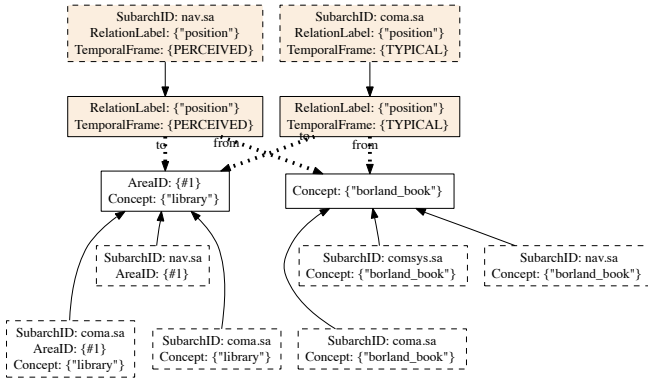 SubarchID: nav.sa
RelationLabel: {"position"}
TemporalFrame: {PERCEIVED}
SubarchID: coma.sa
RelationLabel: {"position"}
TemporalFrame: {TYPICAL}
RelationLabel: {"position"}
TemporalFrame: {PERCEIVED}
RelationLabel: {"position"}
TemporalFrame: {TYPICAL}
to
from
to
from
AreaID: {#1}
Concept: {"library"}
Concept: {"borland_book"}
SubarchID: nav.sa
AreaID: {#1}
SubarchID: comsys.sa
Concept: {"borland_book"}
SubarchID: nav.sa
Concept: {"borland_book"}
SubarchID: coma.sa
AreaID: {#1}
Concept: {"library"}
SubarchID: coma.sa
Concept: {"library"}
SubarchID: coma.sa
Concept: {"borland_book"}